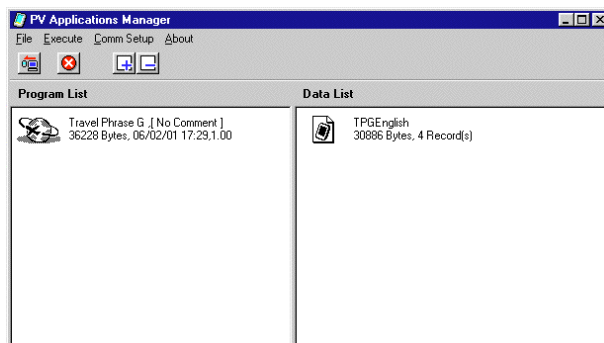 PV Applications Manager
File Execute Comm Setup About
Program List
Data List
Travel Phrase G ,[ No Comment ]
36228 Bytes, 06/02/01 17:29,1.00
TPGEnglish
30886 Bytes, 4 Record(s)